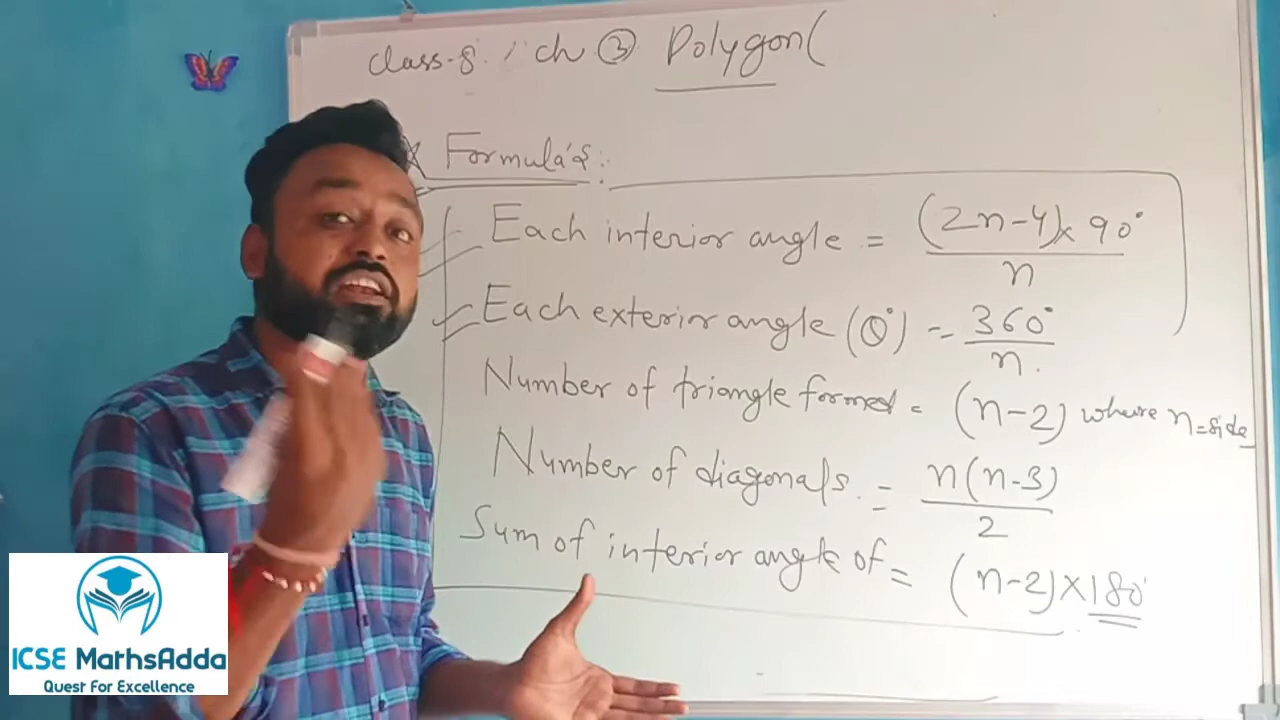 class-8. ch ③ Polygon(
* Formula's:
Each interior angle = (2n-4)x 90° / n
Each exterior angle (θ°) = 360° / n.
Number of triangle formed = (n-2) where n=side
Number of diagonals. = n(n-3) / 2
Sum of interior angle of = (n-2)×180°
ICSE MathsAdda
Quest For Excellence